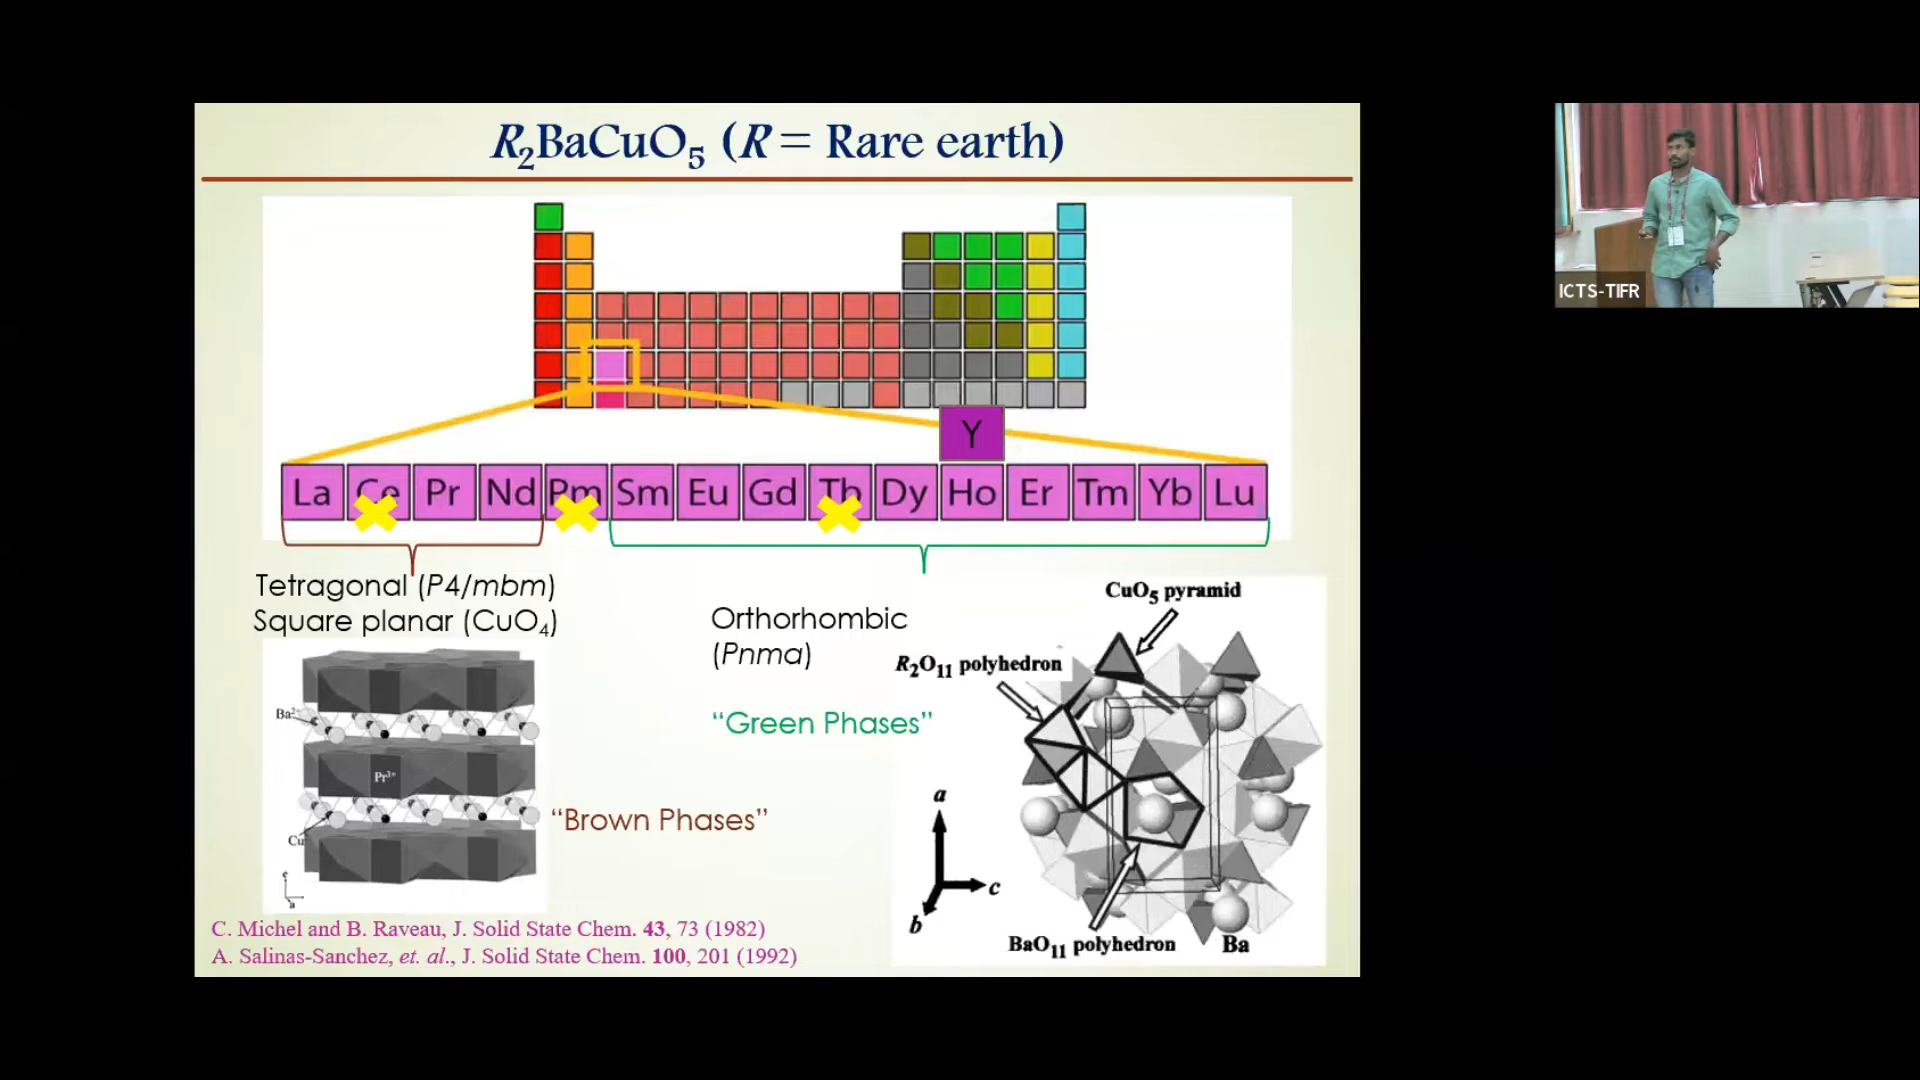 R₂BaCuO₅ (R = Rare earth)
ICTS-TIFR
Y
La Ce Pr Nd Pm Sm Eu Gd Tb Dy Ho Er Tm Yb Lu
Tetragonal (P4/mbm)
Square planar (CuO₄)
Ba²⁺
Pr³⁺
Cu
c
a
"Brown Phases"
Orthorhombic
(Pnma)
"Green Phases"
CuO₅ pyramid
R₂O₁₁ polyhedron
a
c
b
BaO₁₁ polyhedron
Ba
C. Michel and B. Raveau, J. Solid State Chem. 43, 73 (1982)
A. Salinas-Sanchez, et. al., J. Solid State Chem. 100, 201 (1992)